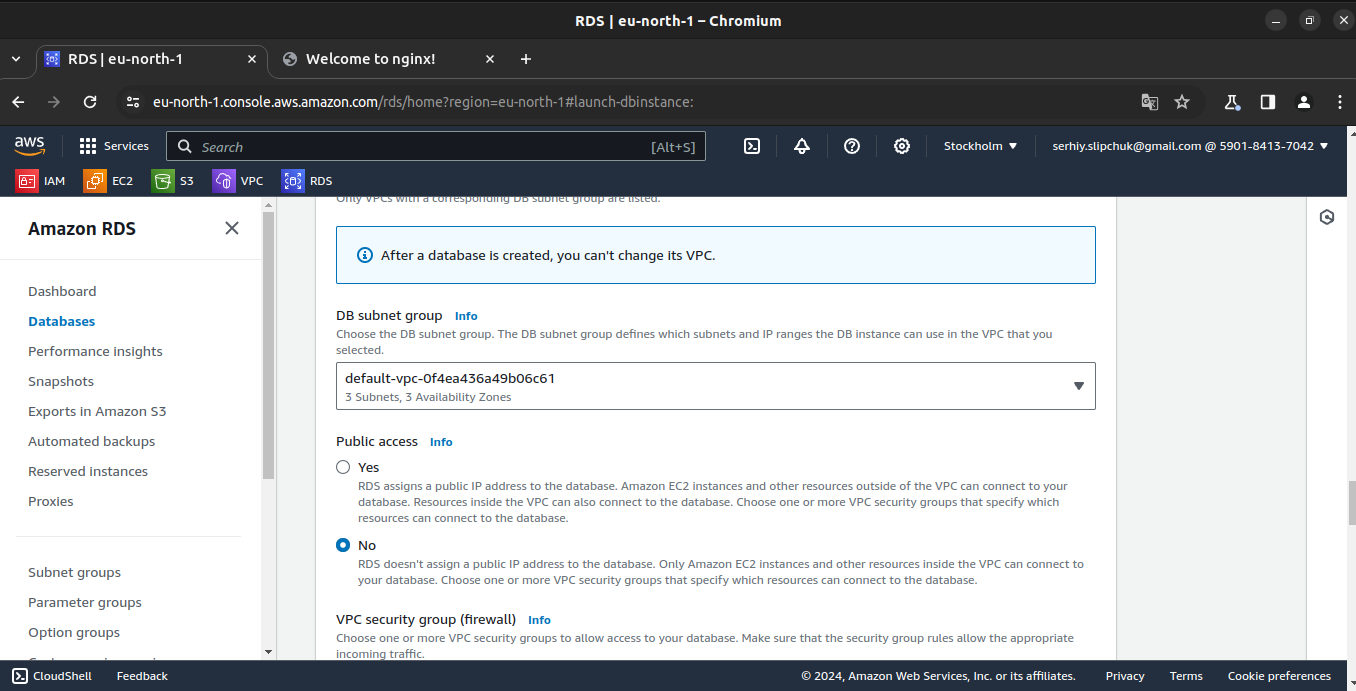 RDS | eu-north-1 – Chromium
RDS | eu-north-1
Welcome to nginx!
eu-north-1.console.aws.amazon.com/rds/home?region=eu-north-1#launch-dbinstance:
aws
Services
Search
[Alt+S]
Stockholm
serhiy.slipchuk@gmail.com @ 5901-8413-7042
IAM
EC2
S3
VPC
RDS
Amazon RDS
Dashboard
Databases
Performance insights
Snapshots
Exports in Amazon S3
Automated backups
Reserved instances
Proxies
Subnet groups
Parameter groups
Option groups
Only VPCs with a corresponding DB subnet group are listed.
After a database is created, you can't change its VPC.
DB subnet group Info
Choose the DB subnet group. The DB subnet group defines which subnets and IP ranges the DB instance can use in the VPC that you
selected.
default-vpc-0f4ea436a49b06c61
3 Subnets, 3 Availability Zones
Public access Info
Yes
RDS assigns a public IP address to the database. Amazon EC2 instances and other resources outside of the VPC can connect to your
database. Resources inside the VPC can also connect to the database. Choose one or more VPC security groups that specify which
resources can connect to the database.
No
RDS doesn't assign a public IP address to the database. Only Amazon EC2 instances and other resources inside the VPC can connect to
your database. Choose one or more VPC security groups that specify which resources can connect to the database.
VPC security group (firewall) Info
Choose one or more VPC security groups to allow access to your database. Make sure that the security group rules allow the appropriate
incoming traffic.
CloudShell
Feedback
© 2024, Amazon Web Services, Inc. or its affiliates.
Privacy
Terms
Cookie preferences